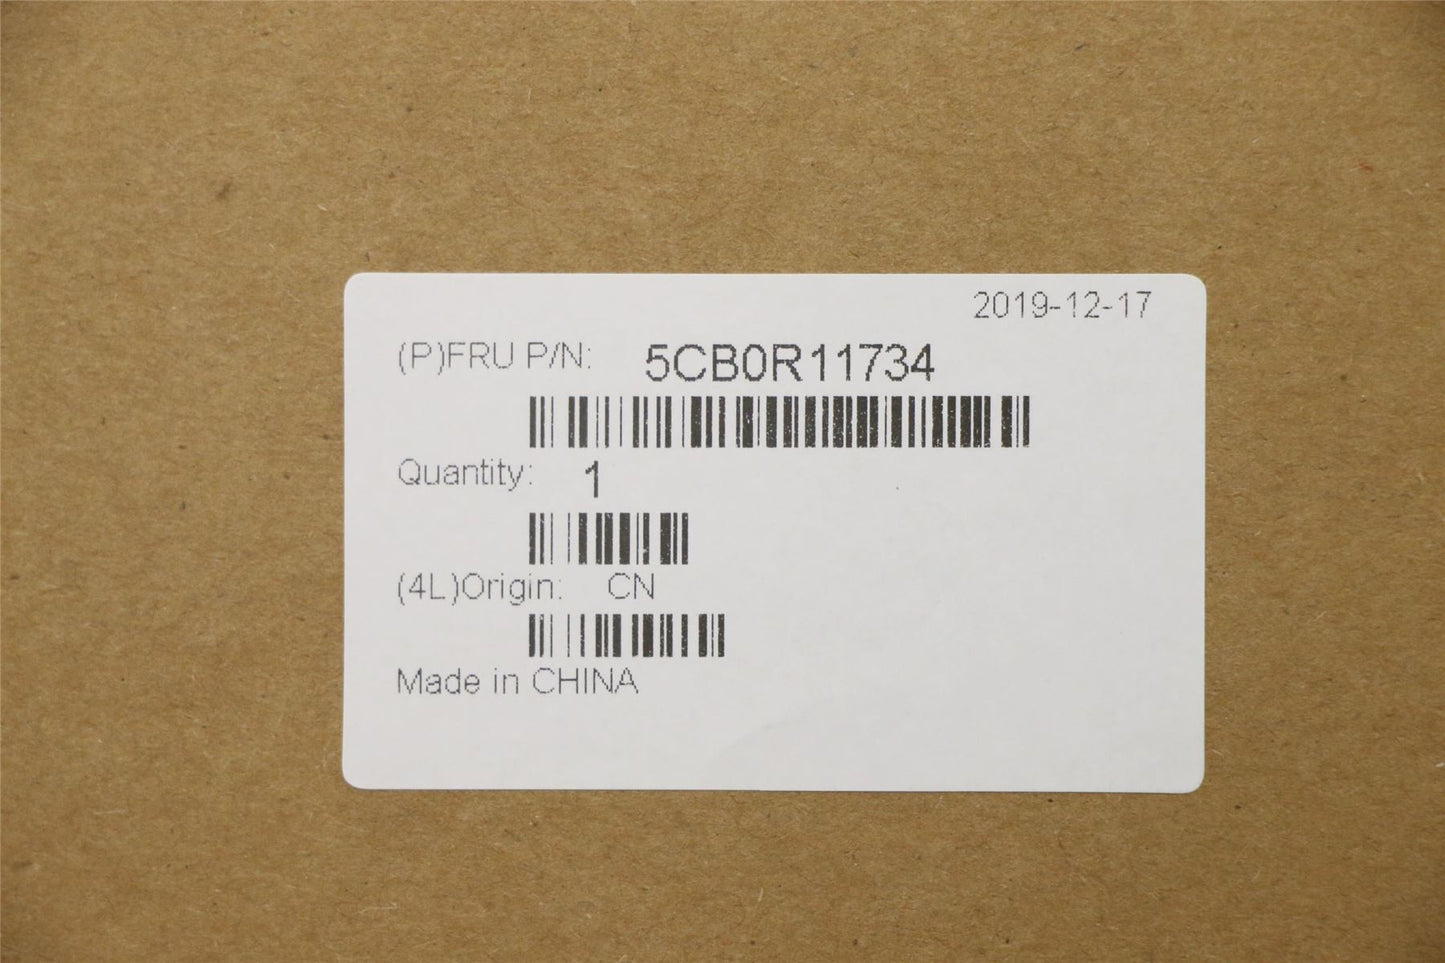 2019-12-17
(P)FRU P/N: 5CB0R11734
Quantity: 1
(4L)Origin: CN
Made in CHINA